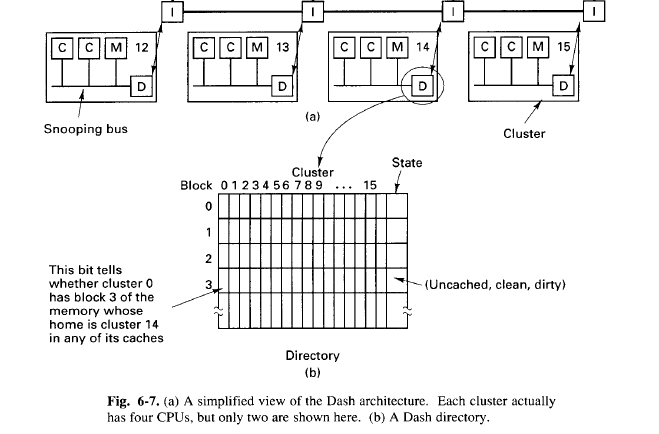 I I I I
C C M 12 C C M 13 C C M 14 C C M 15
D D D D
Snooping bus
(a)
Cluster
Cluster
State
Block 0 1 2 3 4 5 6 7 8 9 ... 15
0
1
2
3
This bit tells
whether cluster 0
has block 3 of the
memory whose
home is cluster 14
in any of its caches
(Uncached, clean, dirty)
Directory
(b)
Fig. 6-7. (a) A simplified view of the Dash architecture. Each cluster actually
has four CPUs, but only two are shown here. (b) A Dash directory.